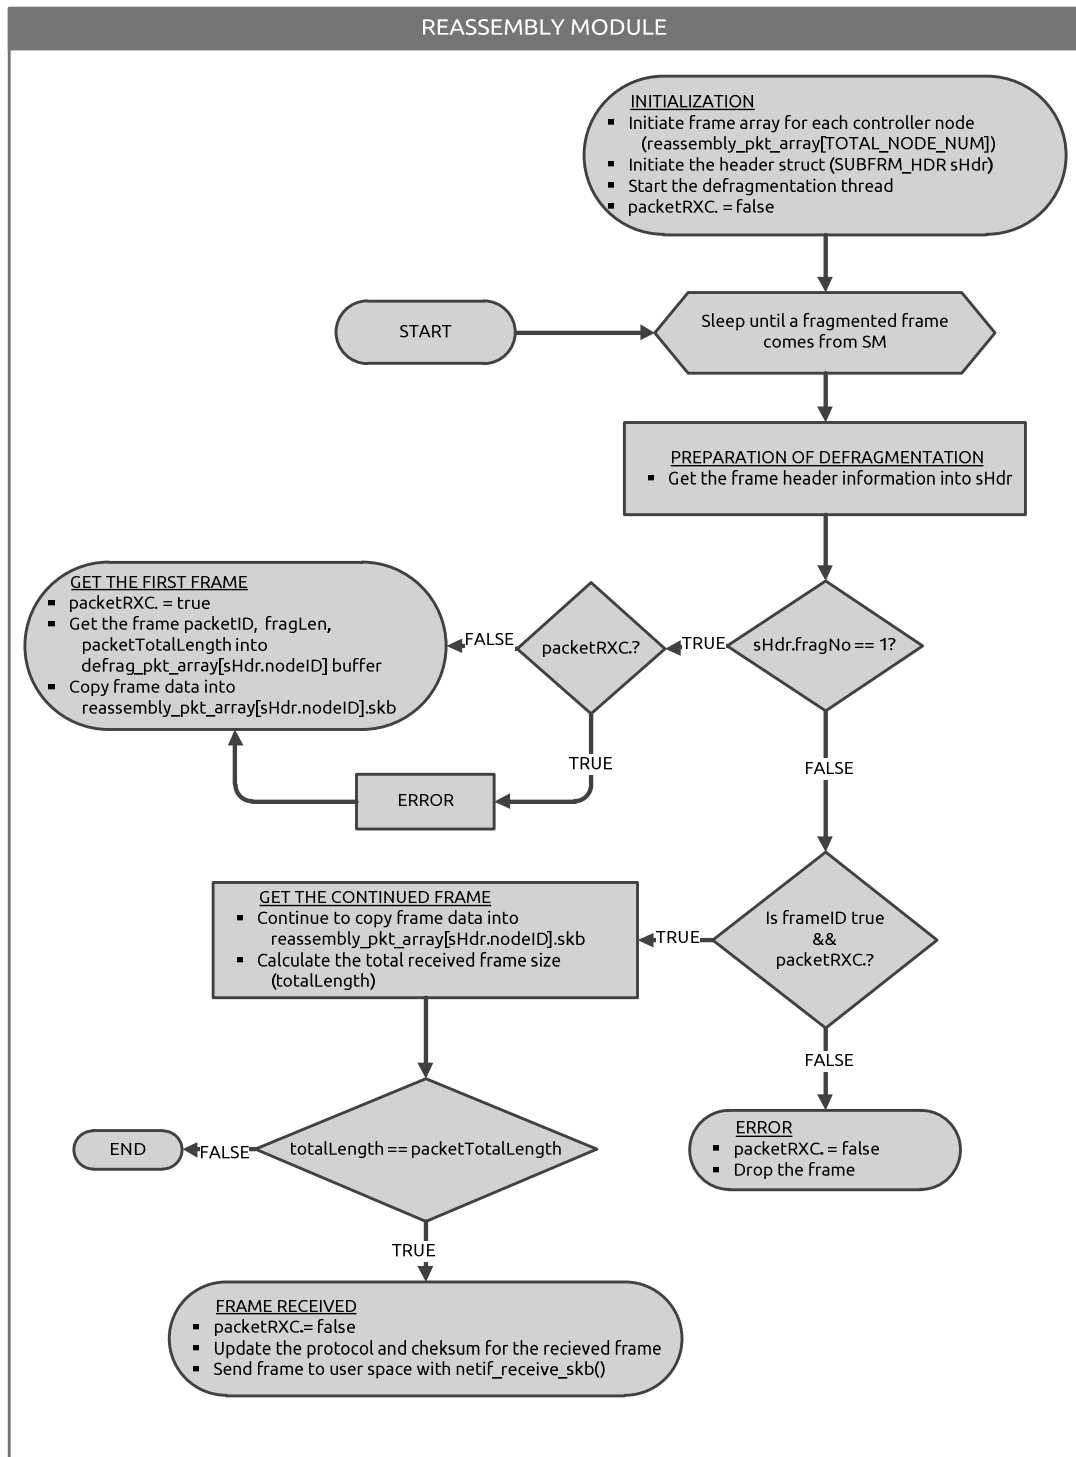 REASSEMBLY MODULE
INITIALIZATION
▪ Initiate frame array for each controller node
(reassembly_pkt_array[TOTAL_NODE_NUM])
▪ Initiate the header struct (SUBFRM_HDR sHdr)
▪ Start the defragmentation thread
▪ packetRXC. = false
START
Sleep until a fragmented frame
comes from SM
PREPARATION OF DEFRAGMENTATION
▪ Get the frame header information into sHdr
sHdr.fragNo == 1?
TRUE
packetRXC.?
FALSE
GET THE FIRST FRAME
▪ packetRXC. = true
▪ Get the frame packetID, fragLen,
packetTotalLength into
defrag_pkt_array[sHdr.nodeID] buffer
▪ Copy frame data into
reassembly_pkt_array[sHdr.nodeID].skb
TRUE
ERROR
FALSE
Is frameID true
&&
packetRXC.?
TRUE
GET THE CONTINUED FRAME
▪ Continue to copy frame data into
reassembly_pkt_array[sHdr.nodeID].skb
▪ Calculate the total received frame size
(totalLength)
FALSE
ERROR
▪ packetRXC. = false
▪ Drop the frame
totalLength == packetTotalLength
FALSE
END
TRUE
FRAME RECEIVED
▪ packetRXC.= false
▪ Update the protocol and cheksum for the recieved frame
▪ Send frame to user space with netif_receive_skb()